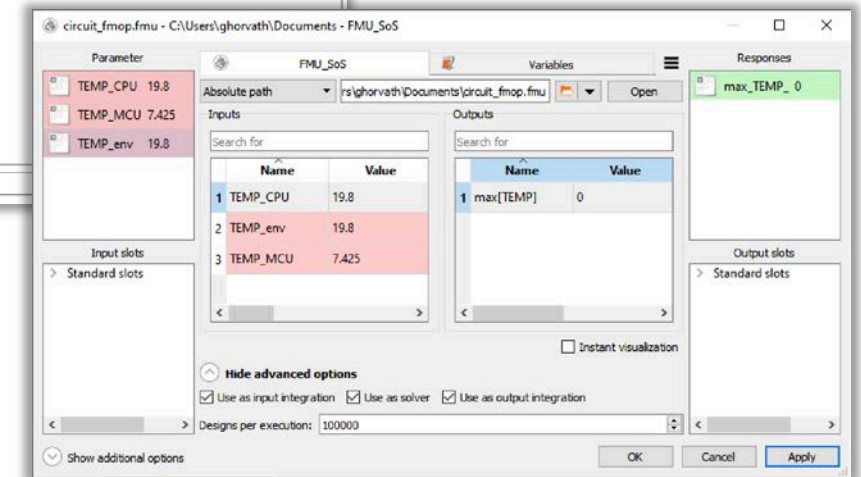 circuit_fmop.fmu - C:\Users\ghorvath\Documents - FMU_SoS
Parameter
TEMP_CPU 19.8
TEMP_MCU 7.425
TEMP_env 19.8
Input slots
Standard slots
FMU_SoS
Variables
Absolute path
rs\ghorvath\Documents\circuit_fmop.fmu
Open
Inputs
Search for
Name Value
1 TEMP_CPU 19.8
2 TEMP_env 19.8
3 TEMP_MCU 7.425
Outputs
Search for
Name Value
1 max[TEMP] 0
Instant visualization
Hide advanced options
Use as input integration Use as solver Use as output integration
Designs per execution: 100000
Responses
max_TEMP_ 0
Output slots
Standard slots
Show additional options
OK Cancel Apply